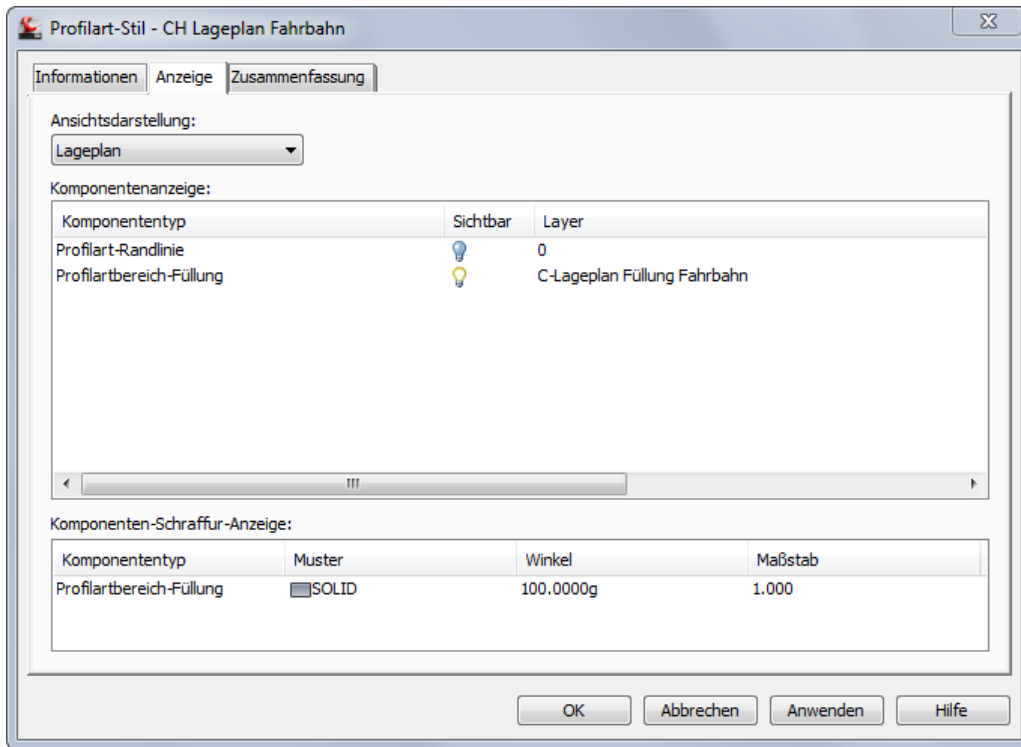 Profilart-Stil - CH Lageplan Fahrbahn
Informationen Anzeige Zusammenfassung
Ansichtsdarstellung:
Lageplan
Komponentenanzeige:
Komponententyp Sichtbar Layer
Profilart-Randlinie 0
Profilartbereich-Füllung C-Lageplan Füllung Fahrbahn
Komponenten-Schraffur-Anzeige:
Komponententyp Muster Winkel Maßstab
Profilartbereich-Füllung SOLID 100.0000g 1.000
OK Abbrechen Anwenden Hilfe